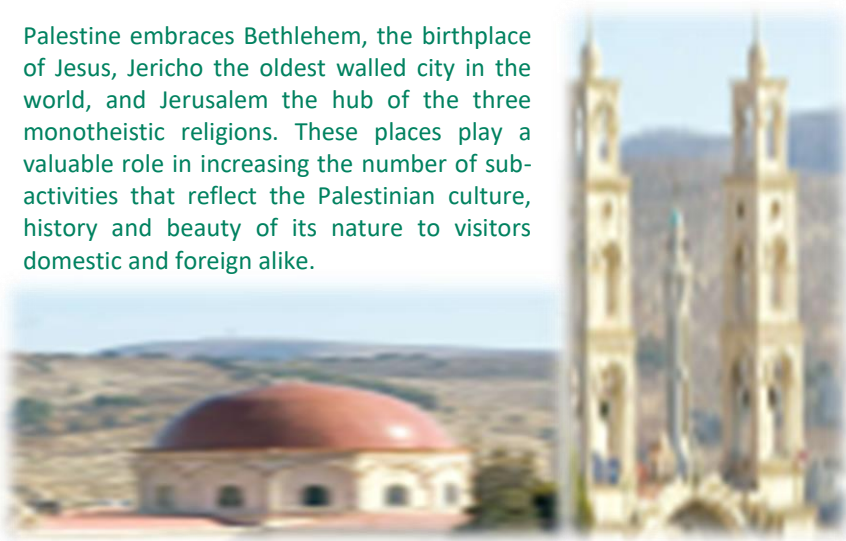 Palestine embraces Bethlehem, the birthplace
of Jesus, Jericho the oldest walled city in the
world, and Jerusalem the hub of the three
monotheistic religions. These places play a
valuable role in increasing the number of sub-
activities that reflect the Palestinian culture,
history and beauty of its nature to visitors
domestic and foreign alike.